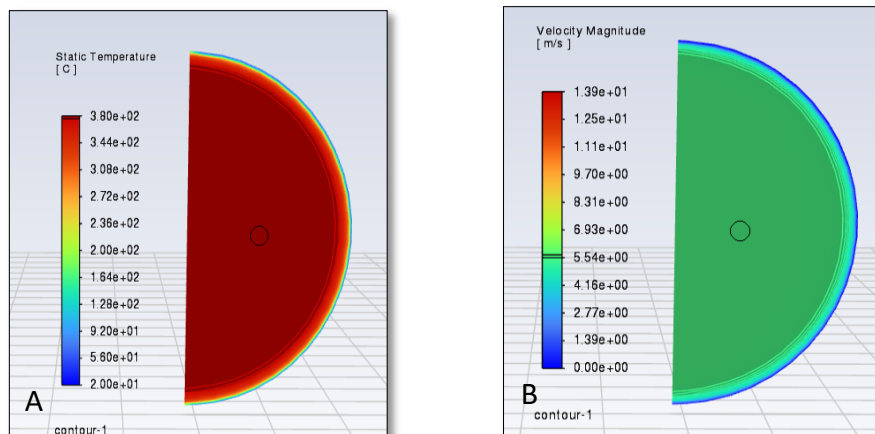 Static Temperature
[ C ]
3.80e+02
3.44e+02
3.08e+02
2.72e+02
2.36e+02
2.00e+02
1.64e+02
1.28e+02
9.20e+01
5.60e+01
2.00e+01
A
contour-1
Velocity Magnitude
[ m/s ]
1.39e+01
1.25e+01
1.11e+01
9.70e+00
8.31e+00
6.93e+00
5.54e+00
4.16e+00
2.77e+00
1.39e+00
0.00e+00
B
contour-1